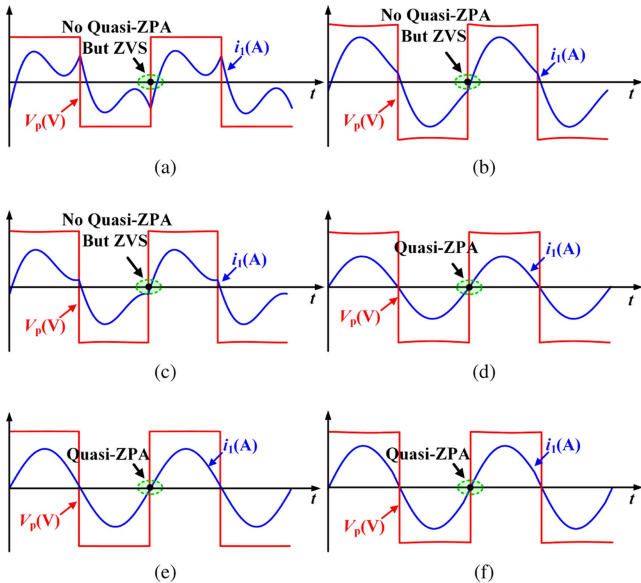 No Quasi-ZPA
But ZVS
i1(A)
t
Vp(V)
(a)
No Quasi-ZPA
But ZVS
i1(A)
t
Vp(V)
(b)
No Quasi-ZPA
But ZVS
i1(A)
t
Vp(V)
(c)
Quasi-ZPA
i1(A)
t
Vp(V)
(d)
Quasi-ZPA
i1(A)
t
Vp(V)
(e)
Quasi-ZPA
i1(A)
t
Vp(V)
(f)